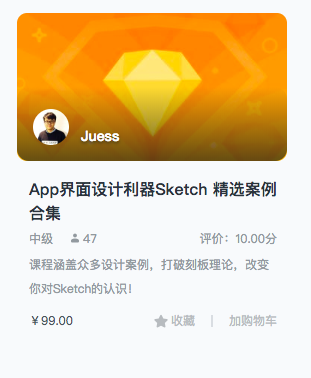 Juess
App界面设计利器Sketch 精选案例
合集
中级 47 评价：10.00分
课程涵盖众多设计案例，打破刻板理论，改变
你对Sketch的认识！
￥99.00 收藏 | 加购物车